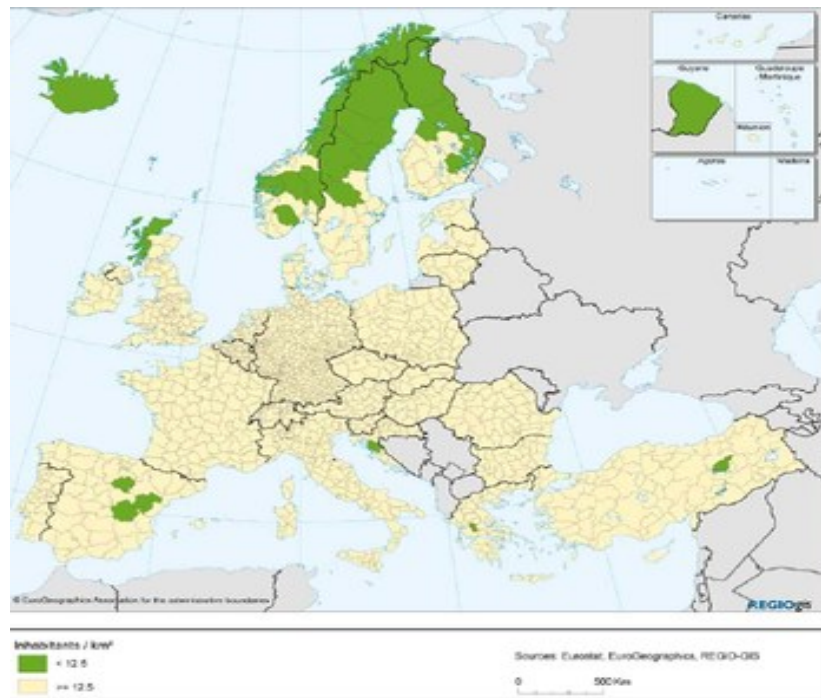 Canarias
Guyane
Guadeloupe
Martinique
Réunion
Açores
Madeira
© EuroGeographics Association for the administrative boundaries
REGIOgis
Inhabitants / km²
< 12.5
>= 12.5
Sources: Eurostat, EuroGeographics, REGIO-GIS
0
500 Kms